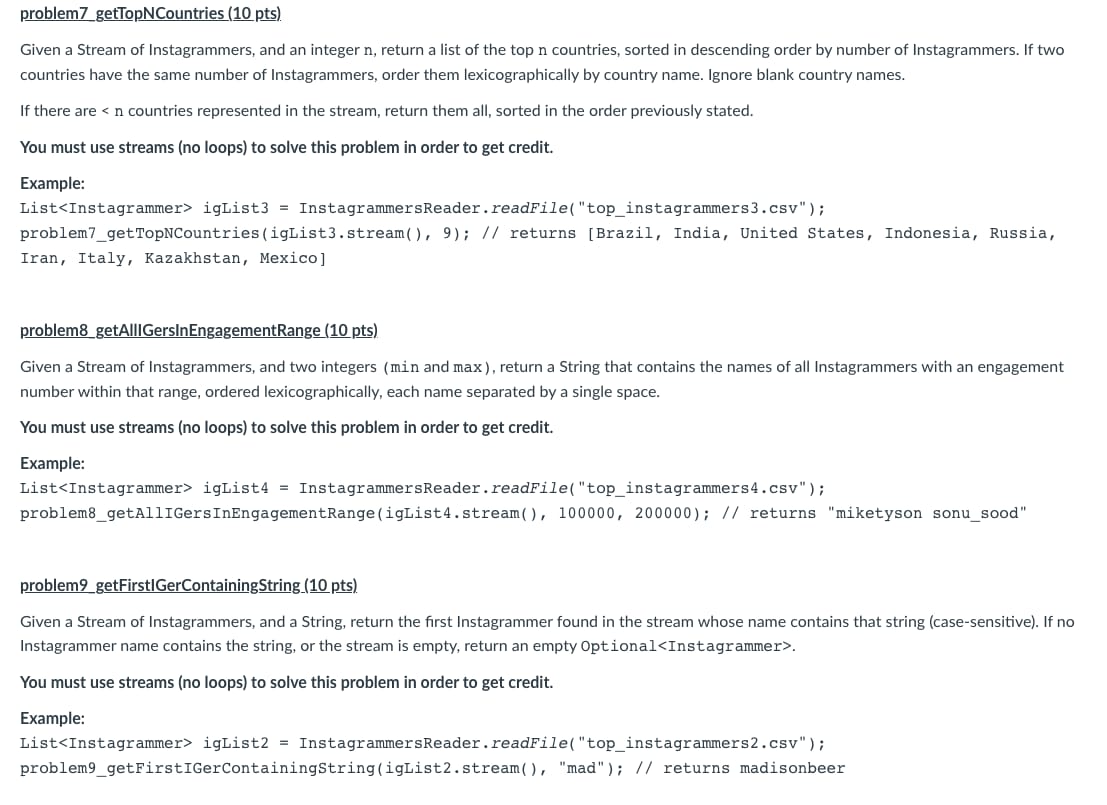 problem7_getTopNCountries (10 pts)
Given a Stream of Instagrammers, and an integer n, return a list of the top n countries, sorted in descending order by number of Instagrammers. If two
countries have the same number of Instagrammers, order them lexicographically by country name. Ignore blank country names.
If there are < n countries represented in the stream, return them all, sorted in the order previously stated.
You must use streams (no loops) to solve this problem in order to get credit.
Example:
List<Instagrammer> igList3 = InstagrammersReader.readFile("top_instagrammers3.csv");
problem7_getTopNCountries(igList3.stream(), 9); // returns [Brazil, India, United States, Indonesia, Russia,
Iran, Italy, Kazakhstan, Mexico]
problem8_getAllIGersInEngagementRange (10 pts)
Given a Stream of Instagrammers, and two integers (min and max), return a String that contains the names of all Instagrammers with an engagement
number within that range, ordered lexicographically, each name separated by a single space.
You must use streams (no loops) to solve this problem in order to get credit.
Example:
List<Instagrammer> igList4 = InstagrammersReader.readFile("top_instagrammers4.csv");
problem8_getAllIGersInEngagementRange(igList4.stream(), 100000, 200000); // returns "miketyson sonu_sood"
problem9_getFirstIGerContainingString (10 pts)
Given a Stream of Instagrammers, and a String, return the first Instagrammer found in the stream whose name contains that string (case-sensitive). If no
Instagrammer name contains the string, or the stream is empty, return an empty Optional<Instagrammer>.
You must use streams (no loops) to solve this problem in order to get credit.
Example:
List<Instagrammer> igList2 = InstagrammersReader.readFile("top_instagrammers2.csv");
problem9_getFirstIGerContainingString(igList2.stream(), "mad"); // returns madisonbeer